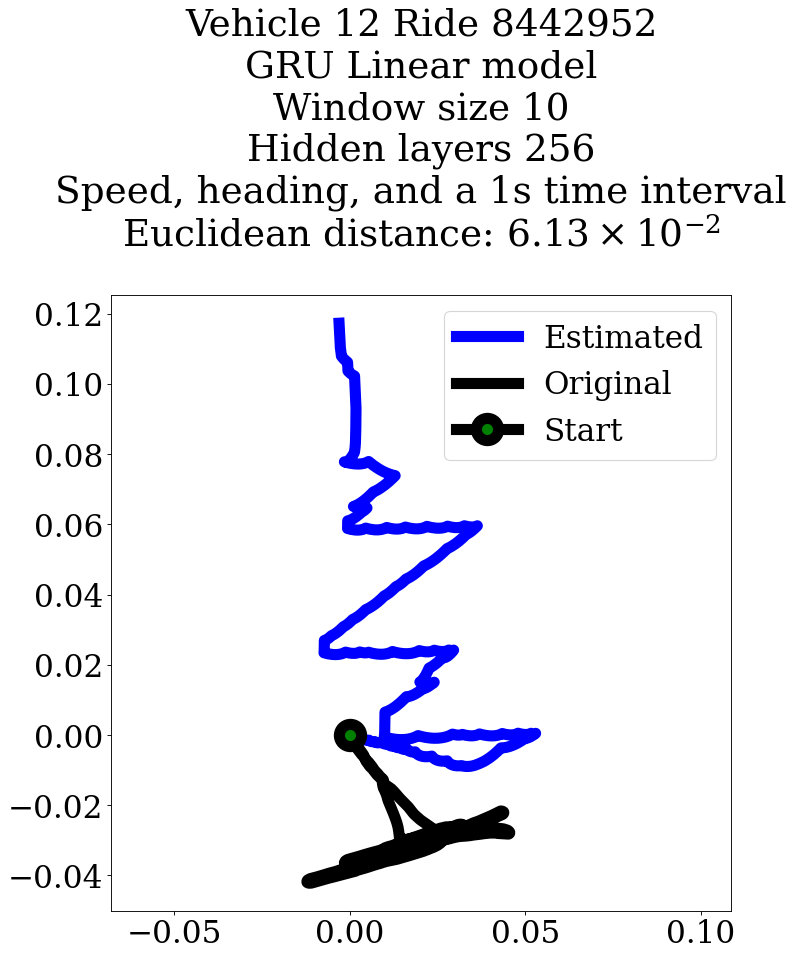 Vehicle 12 Ride 8442952
GRU Linear model
Window size 10
Hidden layers 256
Speed, heading, and a 1s time interval
Euclidean distance: 6.13 × 10⁻²
Estimated
Original
Start
0.12
0.10
0.08
0.06
0.04
0.02
0.00
−0.02
−0.04
−0.05 0.00 0.05 0.10